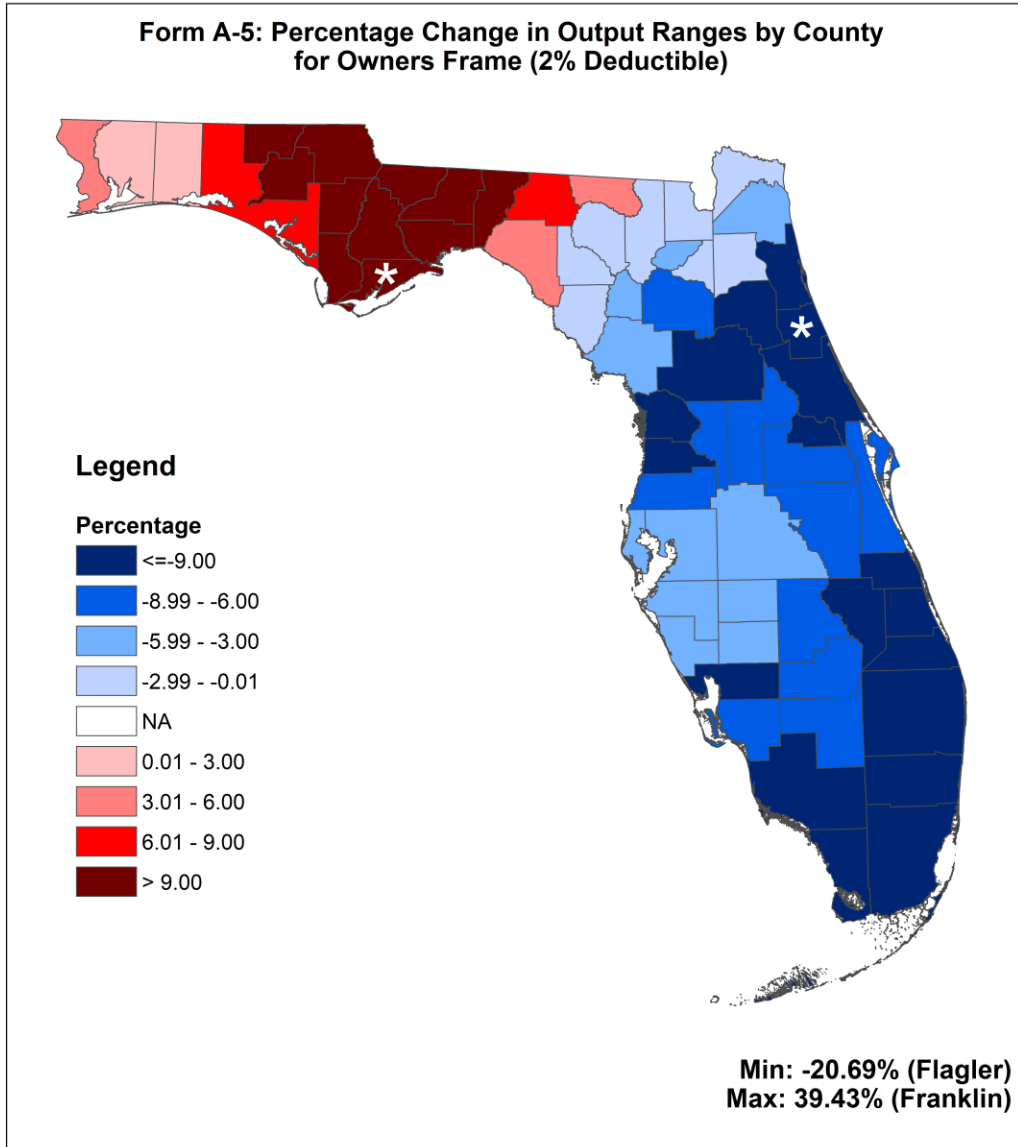 Form A-5: Percentage Change in Output Ranges by County
for Owners Frame (2% Deductible)
*
*
Legend
Percentage
<=-9.00
-8.99 - -6.00
-5.99 - -3.00
-2.99 - -0.01
NA
0.01 - 3.00
3.01 - 6.00
6.01 - 9.00
> 9.00
Min: -20.69% (Flagler)
Max: 39.43% (Franklin)